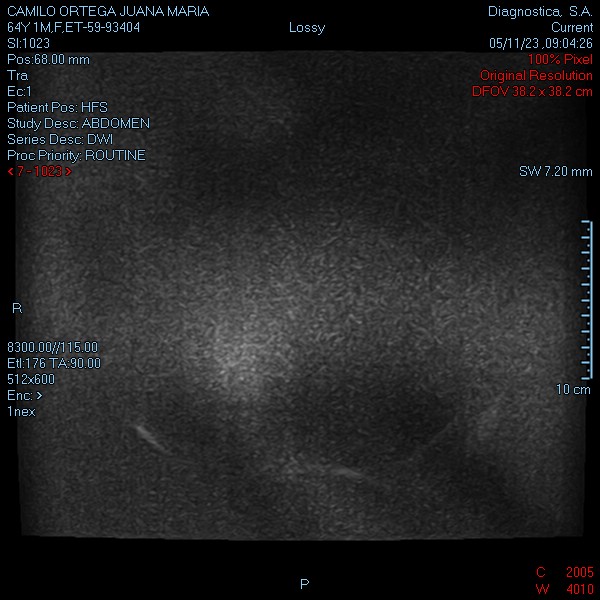 CAMILO ORTEGA JUANA MARIA
64Y 1M,F,ET-59-93404
SI:1023
Pos:68.00 mm
Tra
Ec:1
Patient Pos: HFS
Study Desc: ABDOMEN
Series Desc: DWI
Proc Priority: ROUTINE
< 7 - 1023 >
Lossy
Diagnostica, S.A.
Current
05/11/23 ,09:04:26
100% Pixel
Original Resolution
DFOV 38.2 x 38.2 cm
SW 7.20 mm
R
8300.00//115.00
Etl:176 TA:90.00
512x600
Enc: >
1nex
10 cm
P
C 2005
W 4010